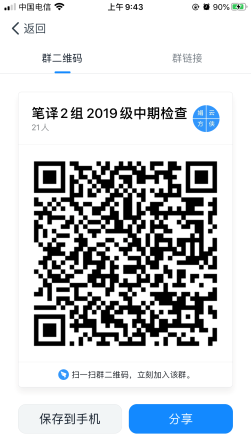 中国电信
上午9:43
90%
返回
群二维码 群链接
笔译2组2019级中期检查
21人
扫一扫群二维码，立刻加入该群。
保存到手机 分享